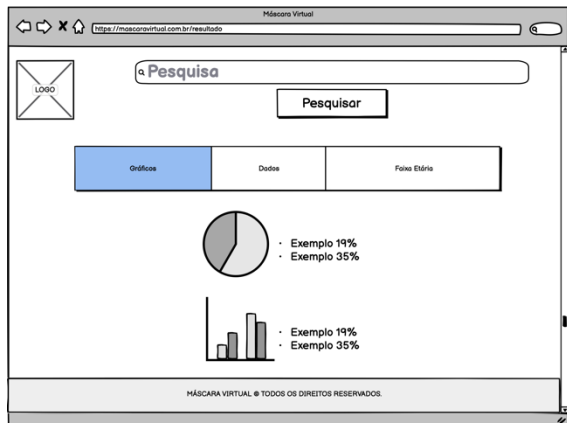 Máscara Virtual
https://mascaravirtual.com.br/resultado
LOGO
Pesquisa
Pesquisar
Gráficos Dados Faixa Etária
Exemplo 19%
Exemplo 35%
Exemplo 19%
Exemplo 35%
MÁSCARA VIRTUAL © TODOS OS DIREITOS RESERVADOS.